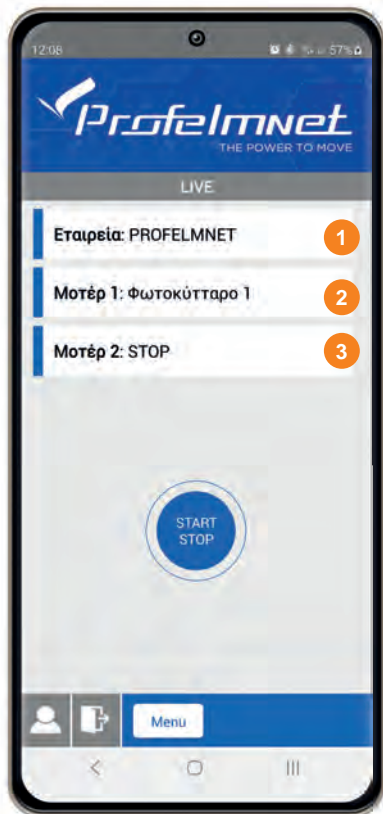 12:08
57%
Profelmnet
THE POWER TO MOVE
LIVE
Εταιρεία: PROFELMNET
1
Μοτέρ 1: Φωτοκύτταρο 1
2
Μοτέρ 2: STOP
3
START
STOP
Menu